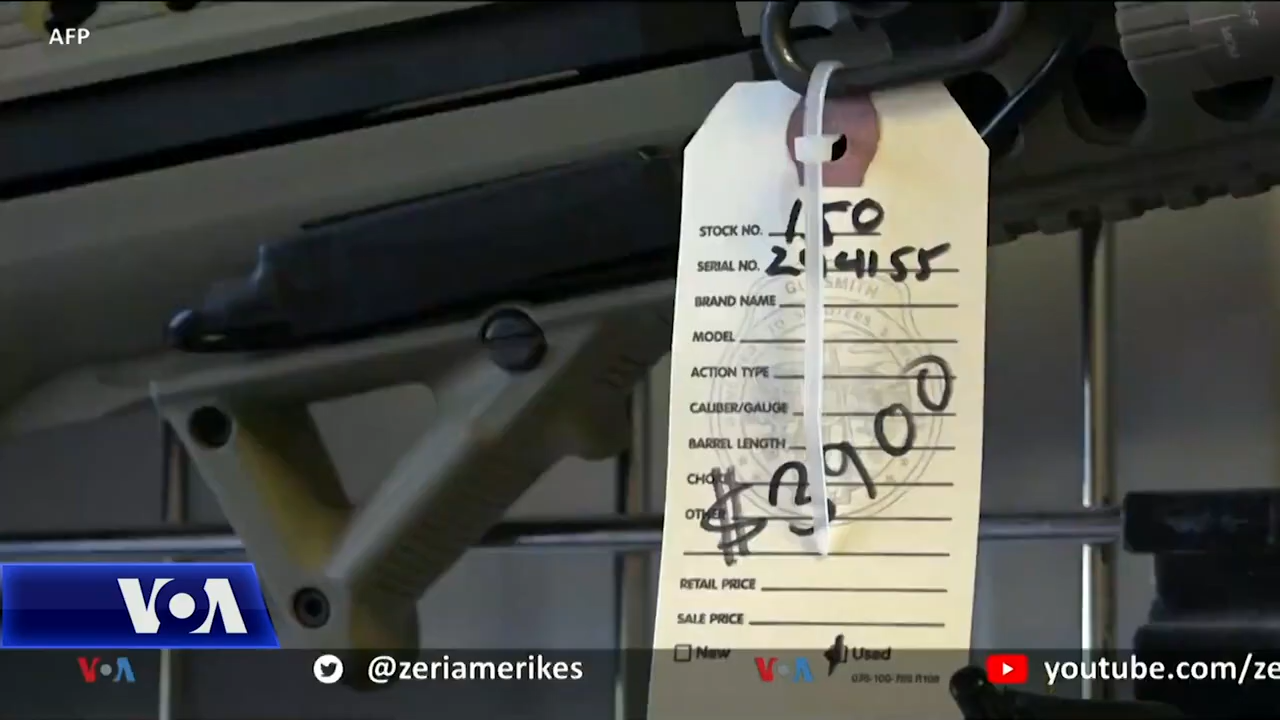 AFP
STOCK NO. 150
SERIAL NO.
BRAND NAME
MODEL
ACTION TYPE
CALIBER/GAUGE
BARREL LENGTH
OTHER
$3900
RETAIL PRICE
SALE PRICE
New Used
VOA
VOA @zeriamerikes VOA youtube.com/ze